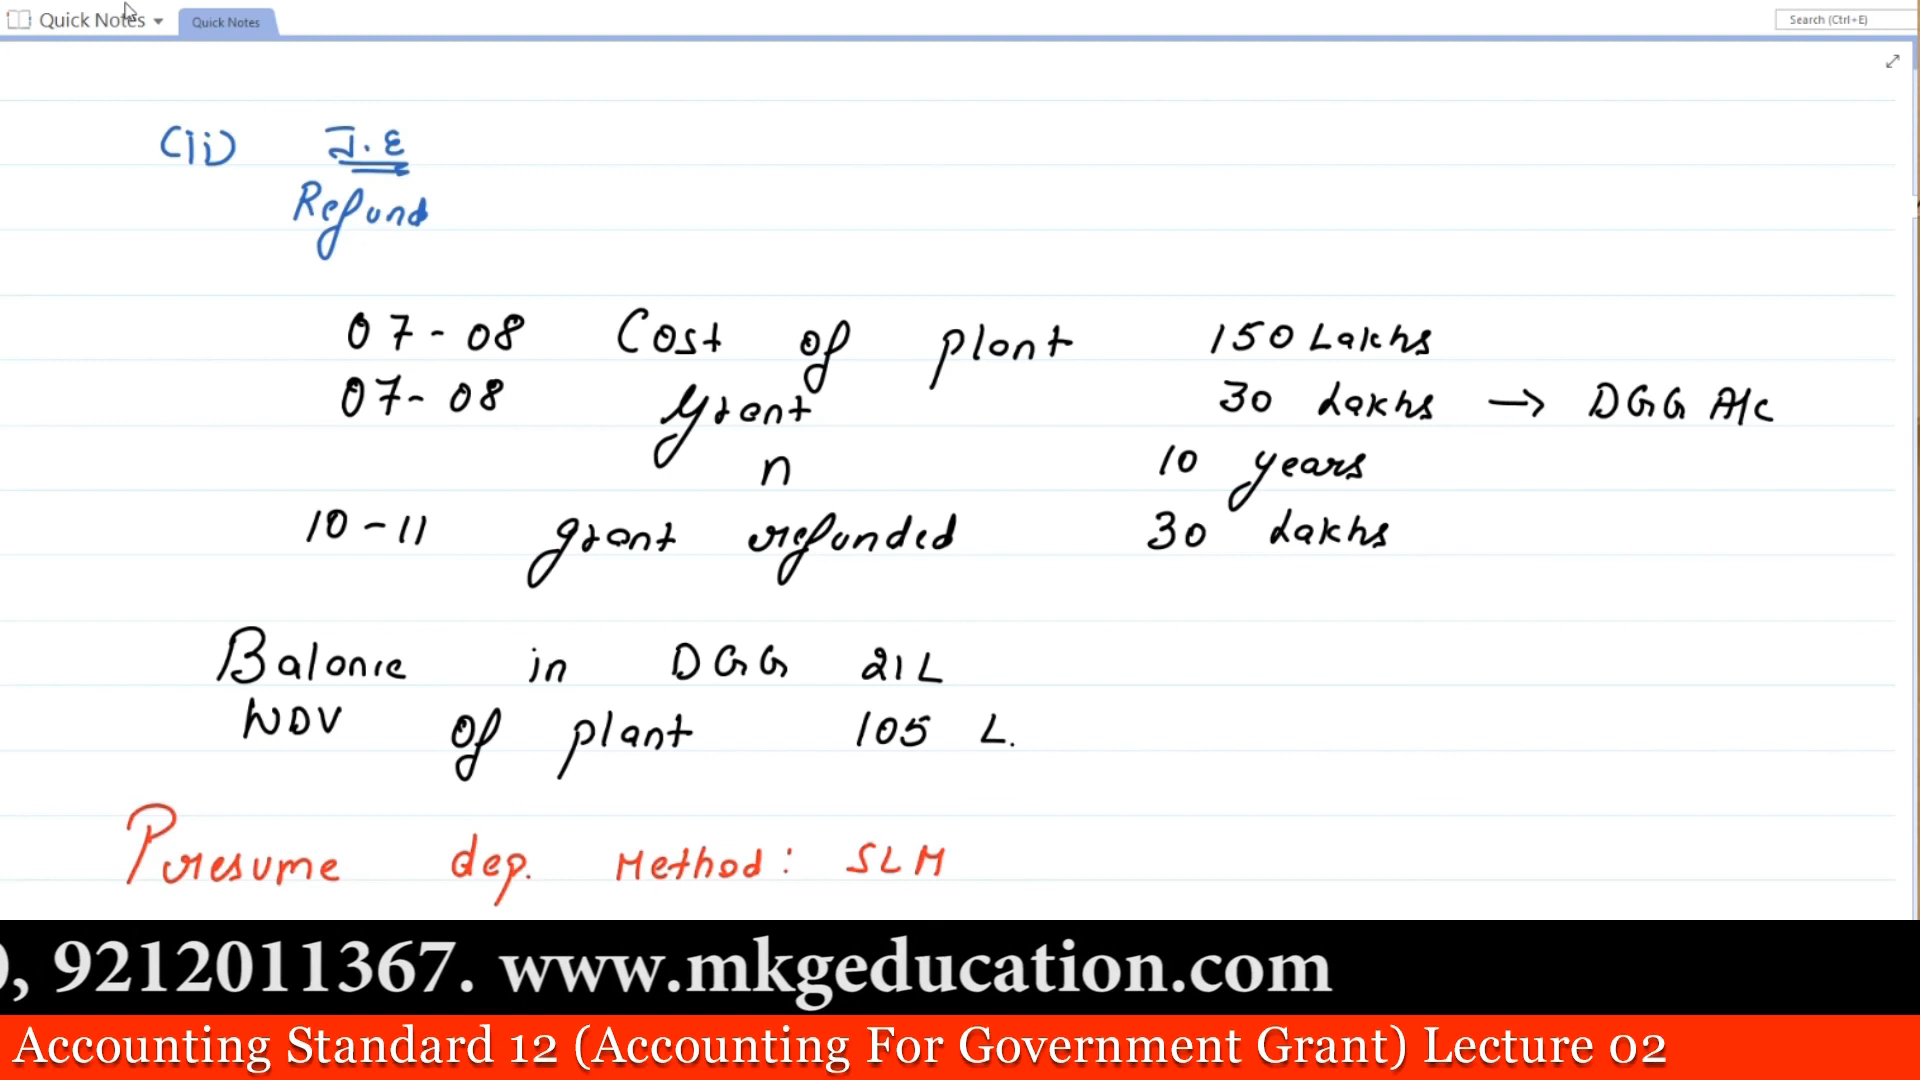 Quick Notes
Quick Notes
Search (Ctrl+E)
(ii) J.E
Refund
07-08 Cost of plant 150 Lakhs
07-08 Grant 30 Lakhs → DGG A/c
n 10 years
10-11 grant refunded 30 Lakhs
Balance in DGG 21L
WDV of plant 105 L.
Presume dep. Method: SLM
), 9212011367. www.mkgeducation.com
Accounting Standard 12 (Accounting For Government Grant) Lecture 02